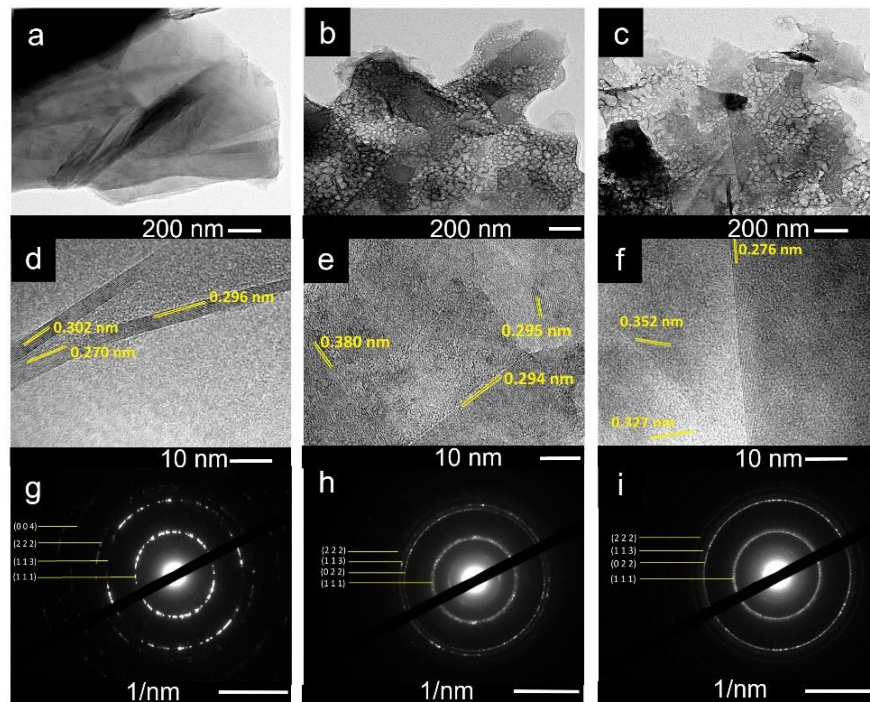 a b c
200 nm 200 nm 200 nm
d e f
0.302 nm
0.296 nm
0.270 nm
0.380 nm
0.295 nm
0.294 nm
0.276 nm
0.352 nm
0.327 nm
10 nm 10 nm 10 nm
g h i
(0 0 4)
(2 2 2)
(1 1 3)
(1 1 1)
(2 2 2)
(1 1 3)
(0 2 2)
(1 1 1)
(2 2 2)
(1 1 3)
(0 2 2)
(1 1 1)
1/nm 1/nm 1/nm